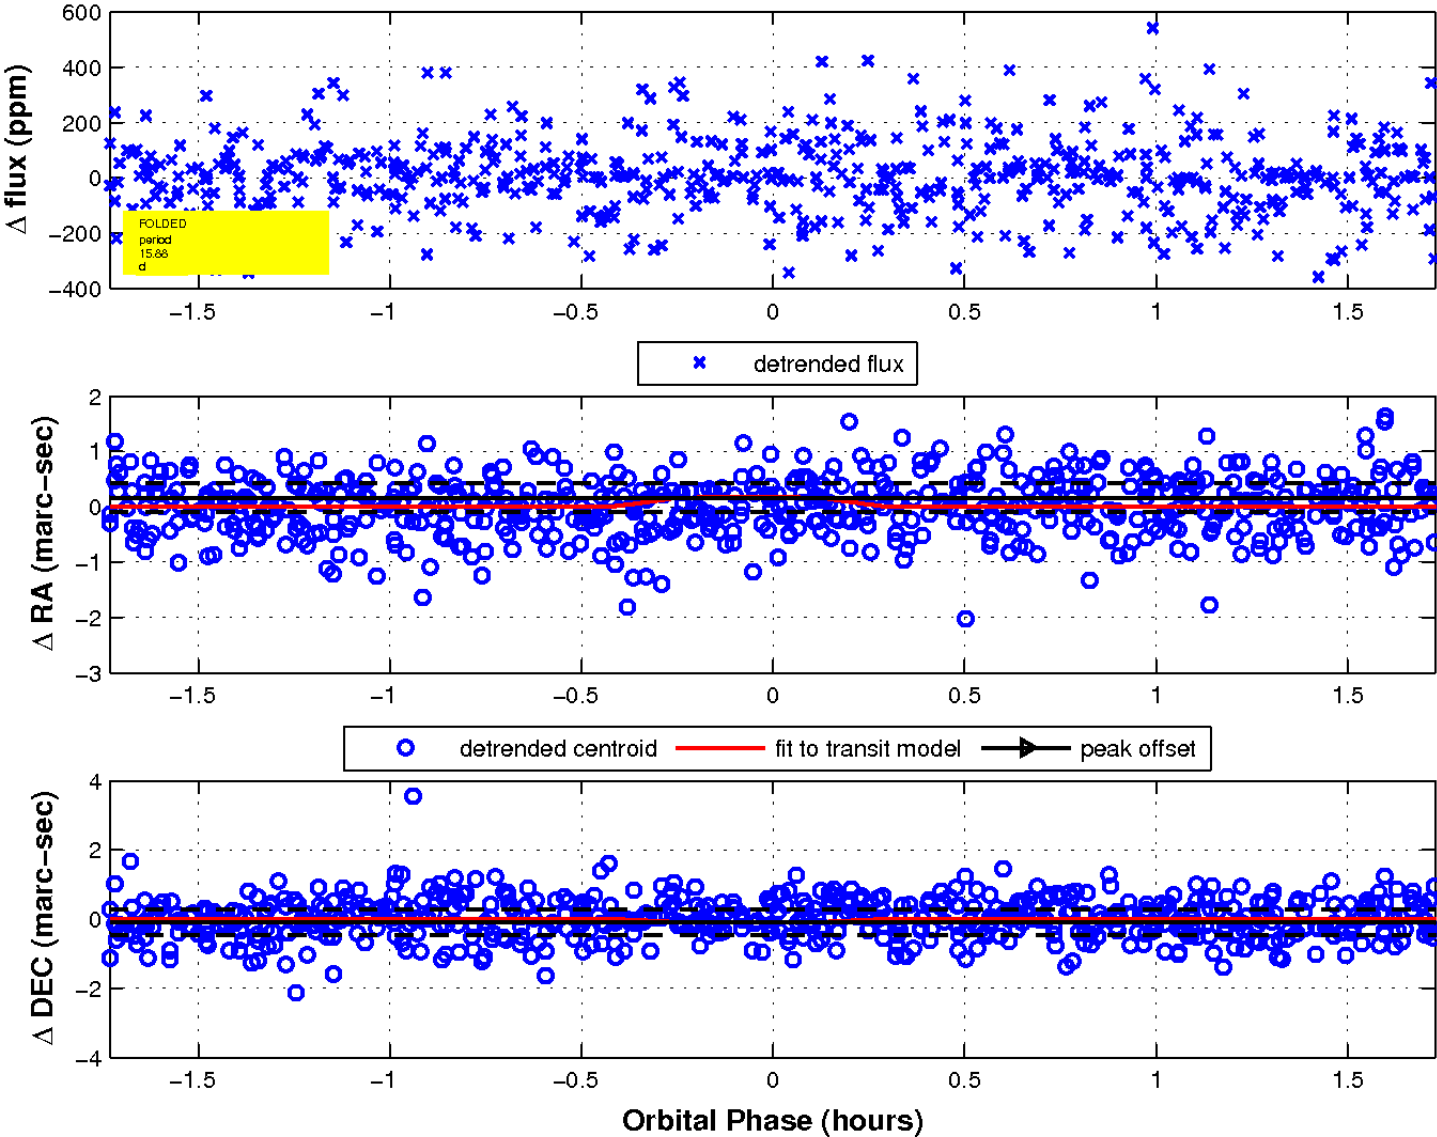 Δ flux (ppm)
600
400
200
0
−200
−400
FOLDED
period
15.86
d
−1.5 −1 −0.5 0 0.5 1 1.5
detrended flux
Δ RA (marc−sec)
2
1
0
−1
−2
−3
−1.5 −1 −0.5 0 0.5 1 1.5
detrended centroid fit to transit model peak offset
Δ DEC (marc−sec)
4
2
0
−2
−4
−1.5 −1 −0.5 0 0.5 1 1.5
Orbital Phase (hours)